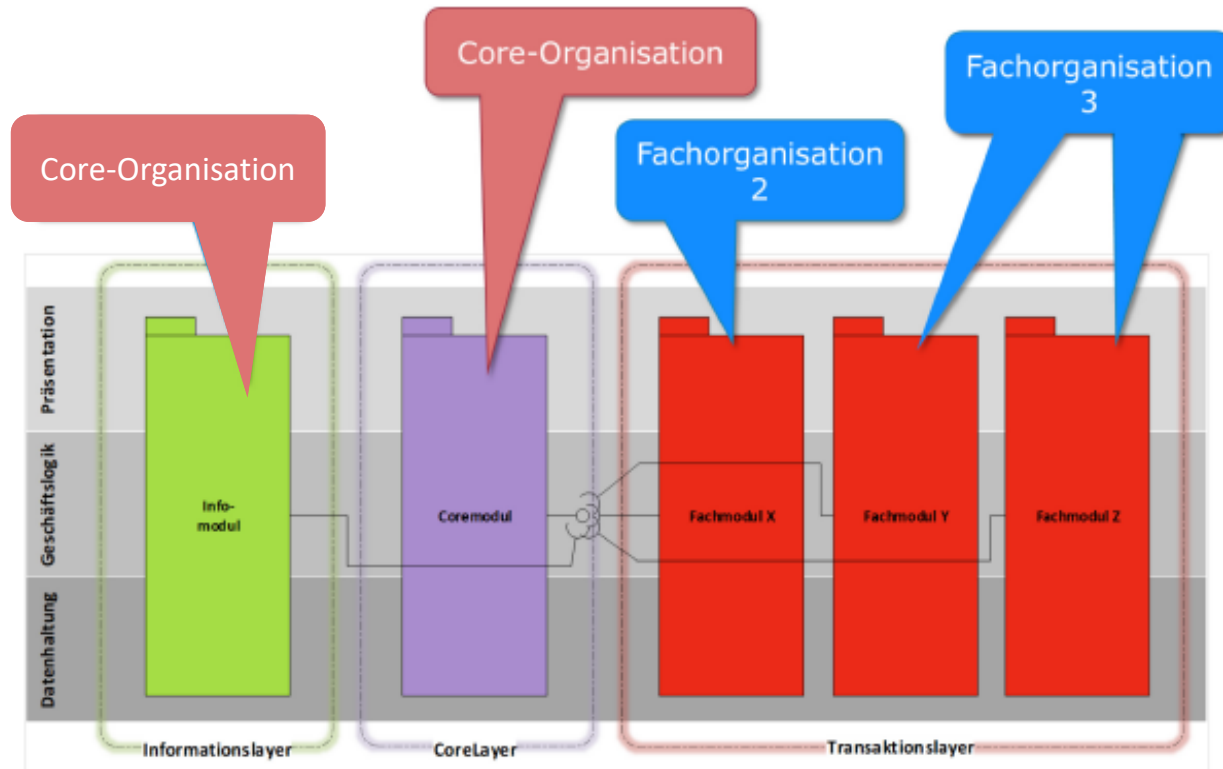 Core-Organisation
Fachorganisation
3
Core-Organisation
Fachorganisation
2
Präsentation
Geschäftslogik
Datenhaltung
Info-
modul
Coremodul
Fachmodul X
Fachmodul Y
Fachmodul Z
Informationslayer
CoreLayer
Transaktionslayer